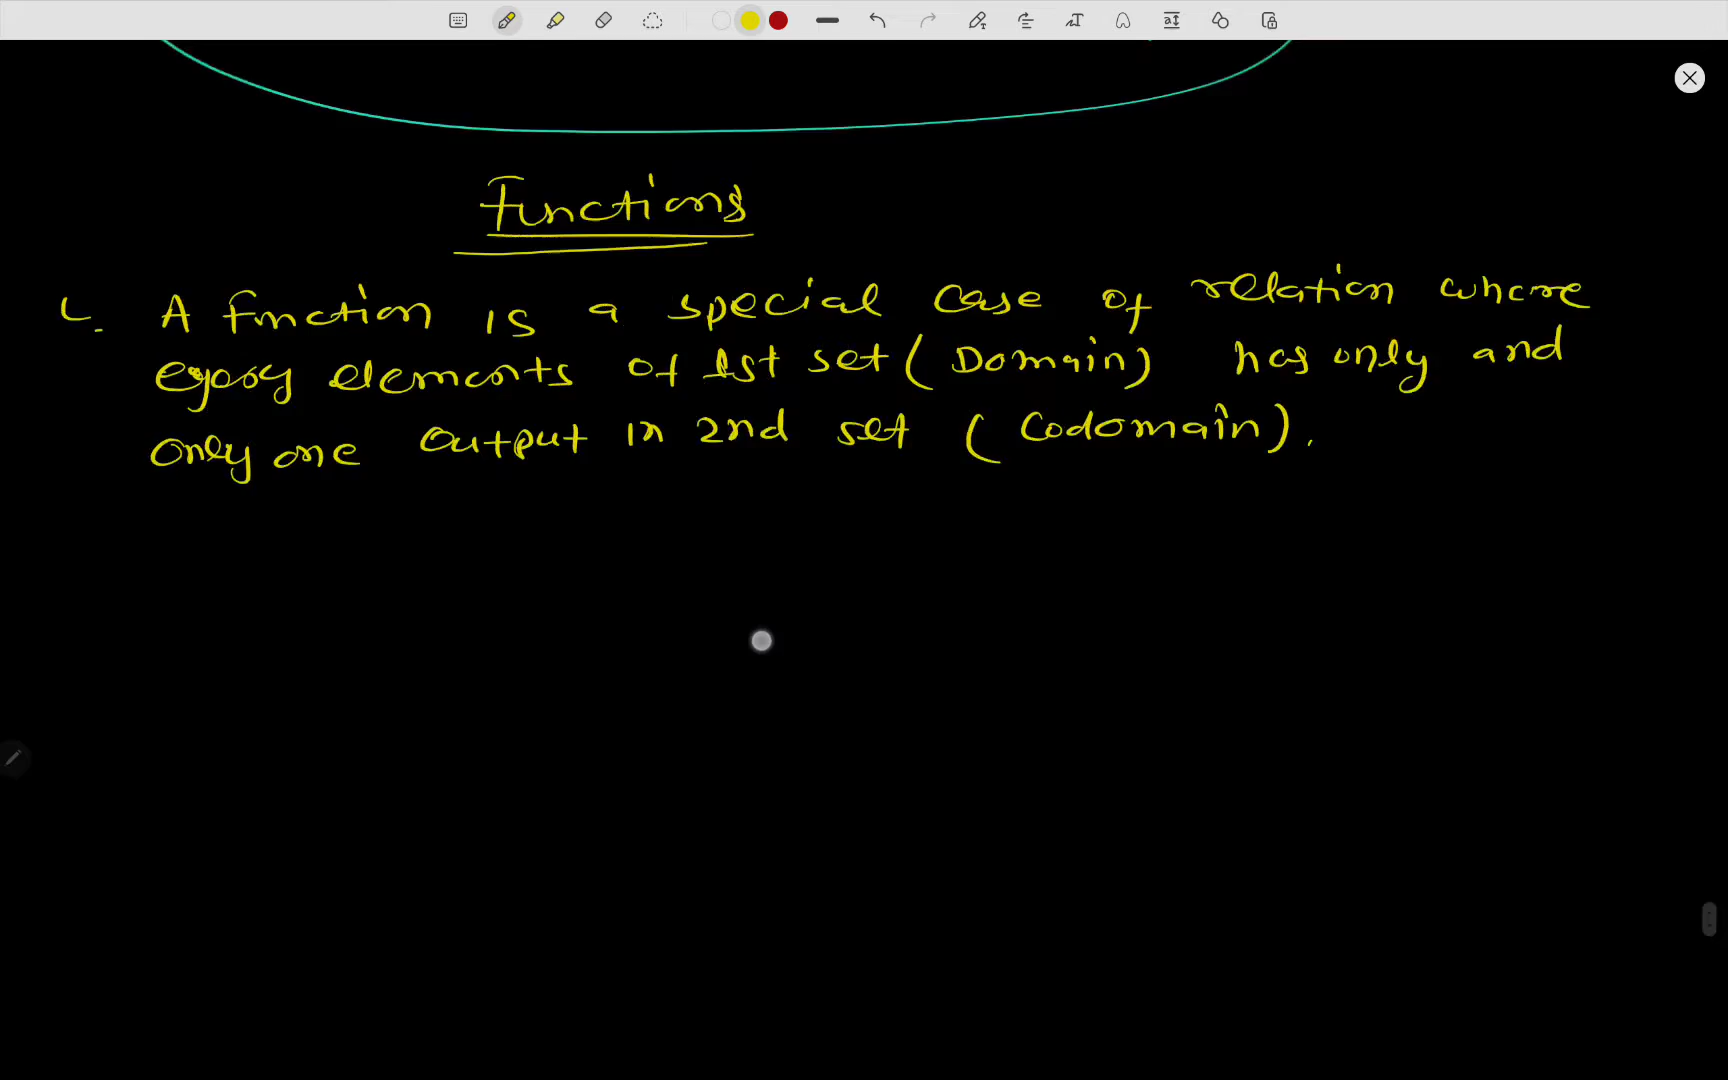 Functions
L. A function is a special case of relation where
every elements of 1st set (Domain) has only and
only one output in 2nd set (Codomain).